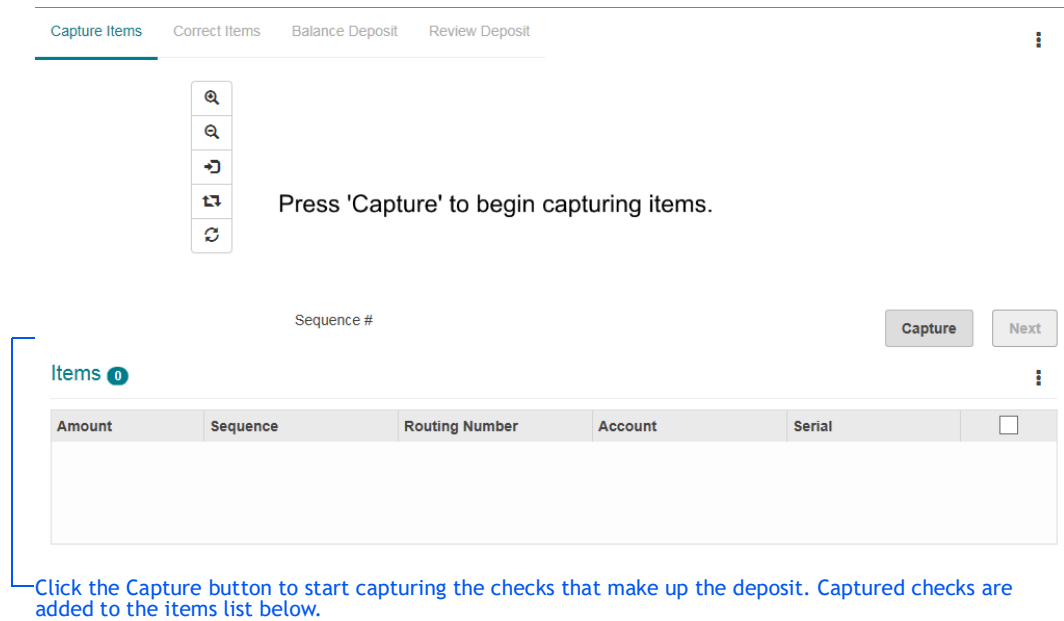 Capture Items Correct Items Balance Deposit Review Deposit
Press 'Capture' to begin capturing items.
Sequence #
Capture Next
Items 0
Amount Sequence Routing Number Account Serial
Click the Capture button to start capturing the checks that make up the deposit. Captured checks are
added to the items list below.